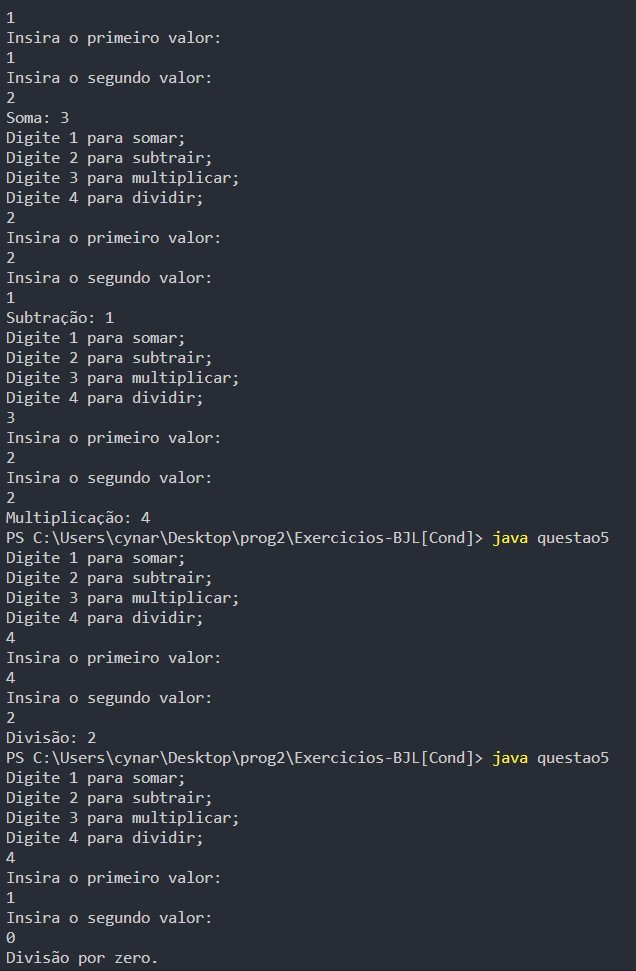 1
Insira o primeiro valor:
1
Insira o segundo valor:
2
Soma: 3
Digite 1 para somar;
Digite 2 para subtrair;
Digite 3 para multiplicar;
Digite 4 para dividir;
2
Insira o primeiro valor:
2
Insira o segundo valor:
1
Subtração: 1
Digite 1 para somar;
Digite 2 para subtrair;
Digite 3 para multiplicar;
Digite 4 para dividir;
3
Insira o primeiro valor:
2
Insira o segundo valor:
2
Multiplicação: 4
PS C:\Users\cynar\Desktop\prog2\Exercicios-BJL[Cond]> java questao5
Digite 1 para somar;
Digite 2 para subtrair;
Digite 3 para multiplicar;
Digite 4 para dividir;
4
Insira o primeiro valor:
4
Insira o segundo valor:
2
Divisão: 2
PS C:\Users\cynar\Desktop\prog2\Exercicios-BJL[Cond]> java questao5
Digite 1 para somar;
Digite 2 para subtrair;
Digite 3 para multiplicar;
Digite 4 para dividir;
4
Insira o primeiro valor:
1
Insira o segundo valor:
0
Divisão por zero.